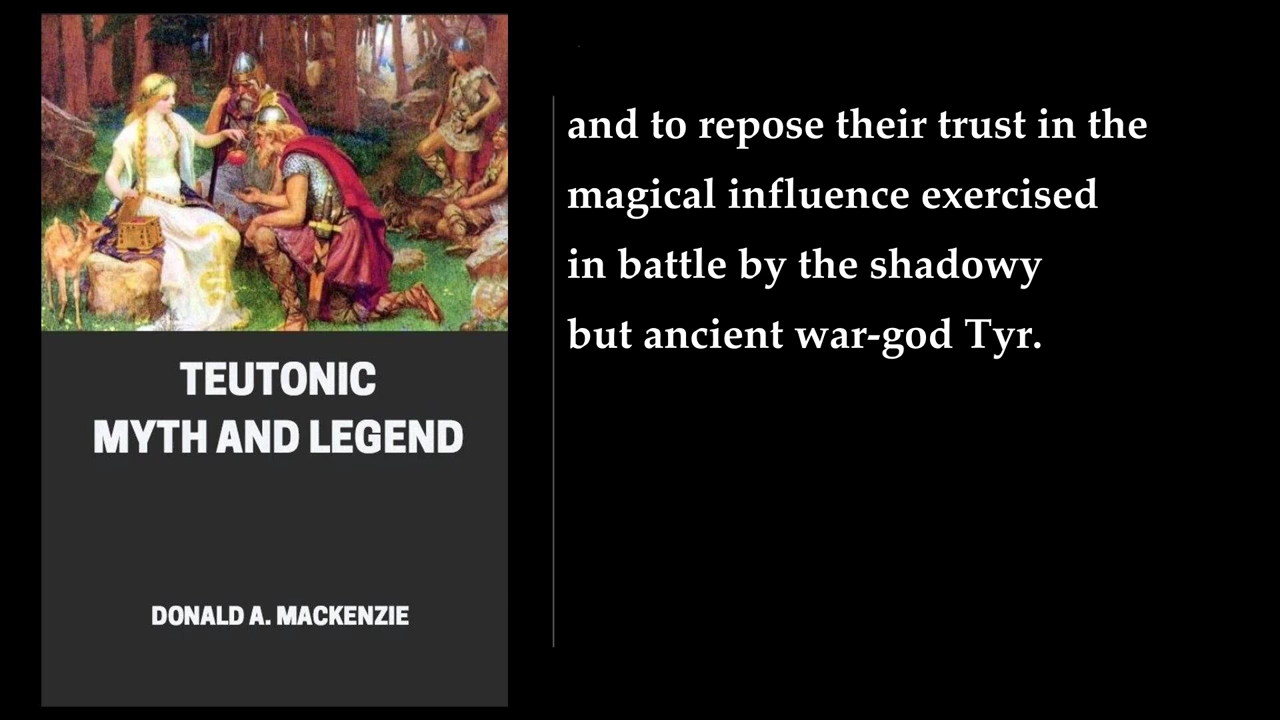 TEUTONIC
MYTH AND LEGEND
DONALD A. MACKENZIE
and to repose their trust in the
magical influence exercised
in battle by the shadowy
but ancient war-god Tyr.